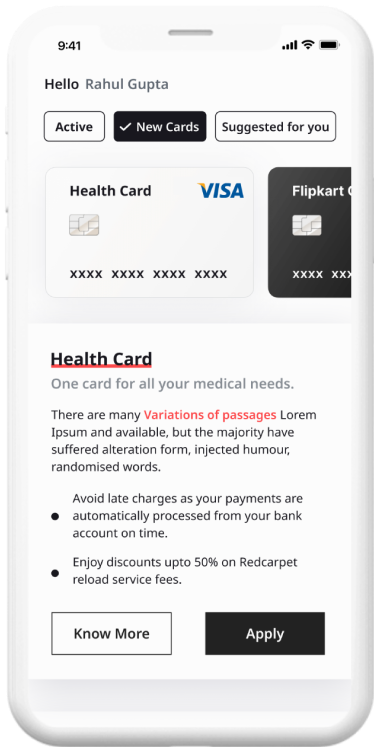 9:41
Hello Rahul Gupta
Active
New Cards
Suggested for you
Health Card
VISA
xxxx xxxx xxxx xxxx
Flipkart
xxxx
Health Card
One card for all your medical needs.
There are many Variations of passages Lorem
Ipsum and available, but the majority have
suffered alteration form, injected humour,
randomised words.
Avoid late charges as your payments are
automatically processed from your bank
account on time.
Enjoy discounts upto 50% on Redcarpet
reload service fees.
Know More
Apply